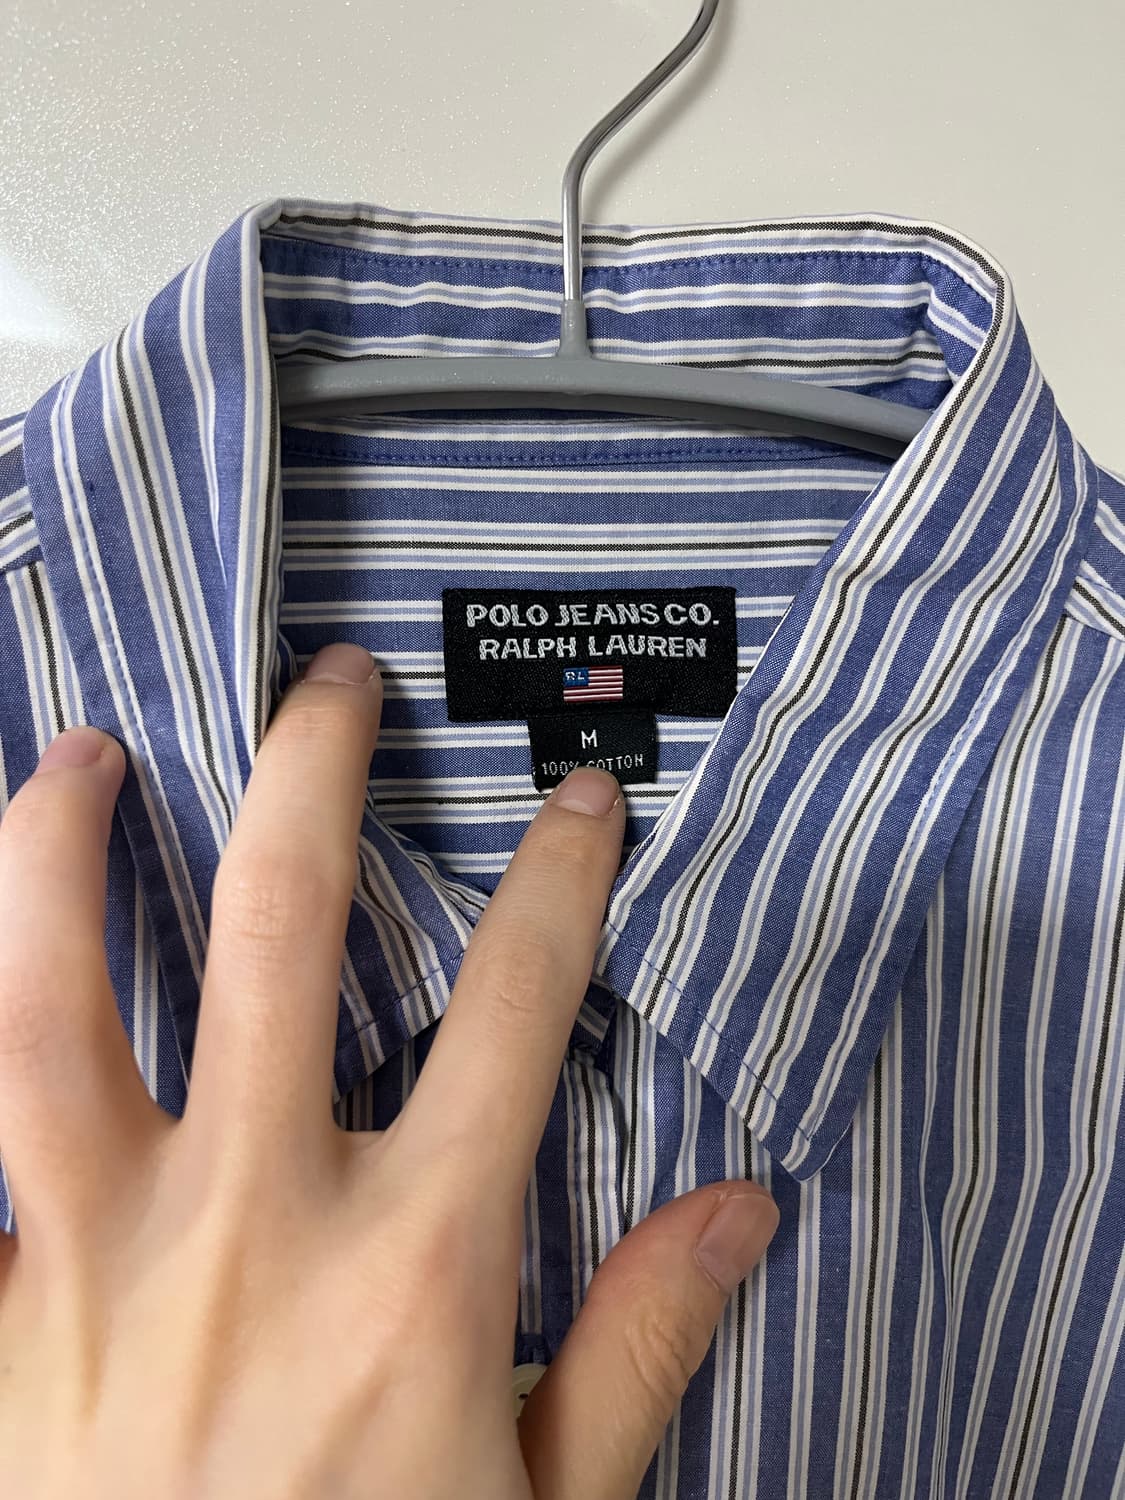 POLO JEANS CO.
RALPH LAUREN
RL
M
100% COTTON